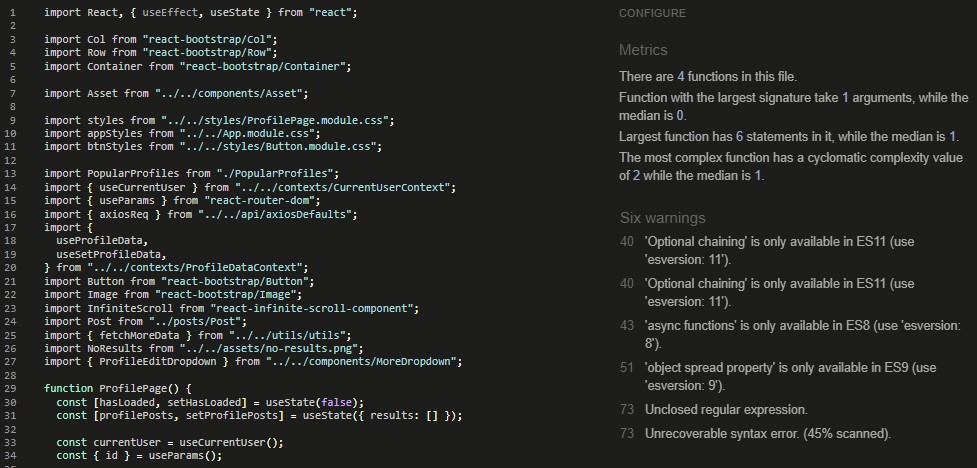 1 import React, { useEffect, useState } from "react";
2
3 import Col from "react-bootstrap/Col";
4 import Row from "react-bootstrap/Row";
5 import Container from "react-bootstrap/Container";
6
7 import Asset from "../../components/Asset";
8
9 import styles from "../../styles/ProfilePage.module.css";
10 import appStyles from "../../App.module.css";
11 import btnStyles from "../../styles/Button.module.css";
12
13 import PopularProfiles from "./PopularProfiles";
14 import { useCurrentUser } from "../../contexts/CurrentUserContext";
15 import { useParams } from "react-router-dom";
16 import { axiosReq } from "../../api/axiosDefaults";
17 import {
18 useProfileData,
19 useSetProfileData,
20 } from "../../contexts/ProfileDataContext";
21 import Button from "react-bootstrap/Button";
22 import Image from "react-bootstrap/Image";
23 import InfiniteScroll from "react-infinite-scroll-component";
24 import Post from "../posts/Post";
25 import { fetchMoreData } from "../../utils/utils";
26 import NoResults from "../../assets/no-results.png";
27 import { ProfileEditDropdown } from "../../components/MoreDropdown";
28
29 function ProfilePage() {
30 const [hasLoaded, setHasLoaded] = useState(false);
31 const [profilePosts, setProfilePosts] = useState({ results: [] });
32
33 const currentUser = useCurrentUser();
34 const { id } = useParams();
CONFIGURE
Metrics
There are 4 functions in this file.
Function with the largest signature take 1 arguments, while the
median is 0.
Largest function has 6 statements in it, while the median is 1.
The most complex function has a cyclomatic complexity value
of 2 while the median is 1.
Six warnings
40 'Optional chaining' is only available in ES11 (use
'esversion: 11').
40 'Optional chaining' is only available in ES11 (use
'esversion: 11').
43 'async functions' is only available in ES8 (use 'esversion:
8').
51 'object spread property' is only available in ES9 (use
'esversion: 9').
73 Unclosed regular expression.
73 Unrecoverable syntax error. (45% scanned).